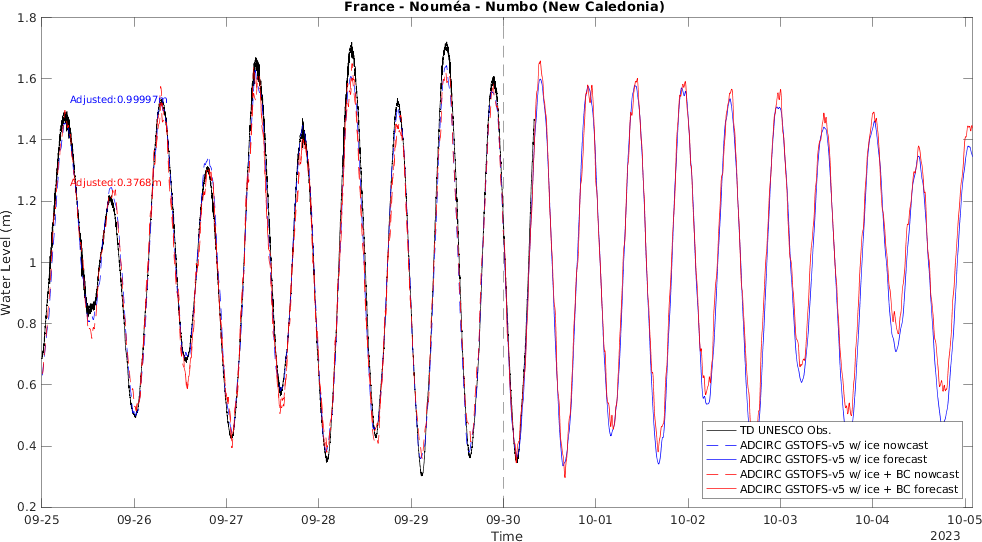 France - Nouméa - Numbo (New Caledonia)
Water Level (m)
1.8
1.6
1.4
1.2
1
0.8
0.6
0.4
0.2
Adjusted:0.99997m
Adjusted:0.3768m
TD UNESCO Obs.
ADCIRC GSTOFS-v5 w/ ice nowcast
ADCIRC GSTOFS-v5 w/ ice forecast
ADCIRC GSTOFS-v5 w/ ice + BC nowcast
ADCIRC GSTOFS-v5 w/ ice + BC forecast
09-25 09-26 09-27 09-28 09-29 09-30 10-01 10-02 10-03 10-04 10-05
Time
2023